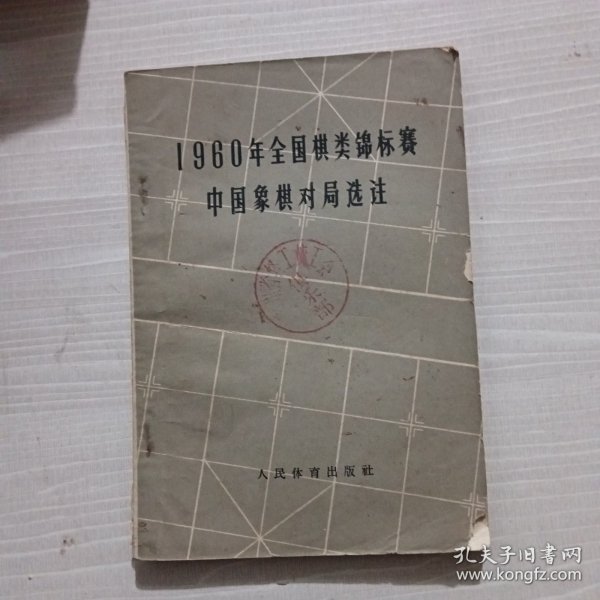 1960年全国棋类锦标赛
中国象棋对局选注
人民体育出版社
孔夫子旧书网
www.kongfz.com